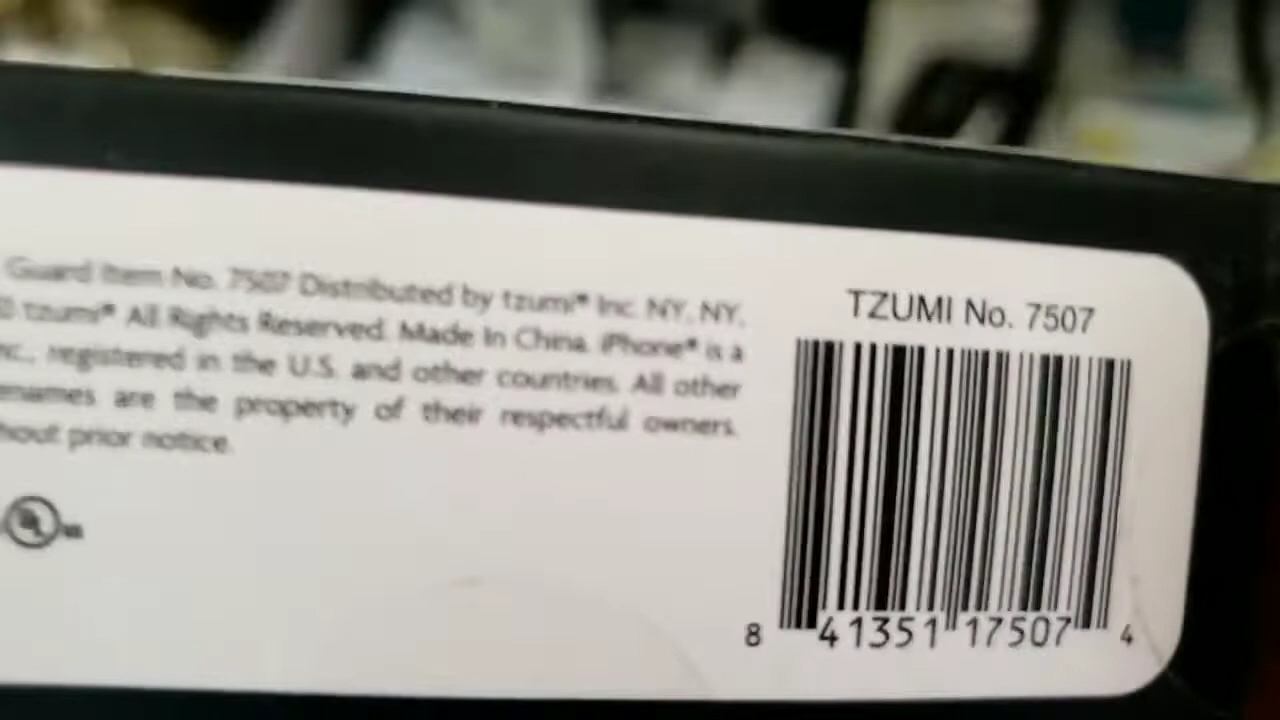 Guard Item No. 7507 Distributed by tzumi® Inc. NY, NY,
© tzumi® All Rights Reserved. Made In China. iPhone® is a
nc., registered in the U.S. and other countries. All other
enames are the property of their respectful owners.
hout prior notice.
UL
TZUMI No. 7507
8 41351 17507 4